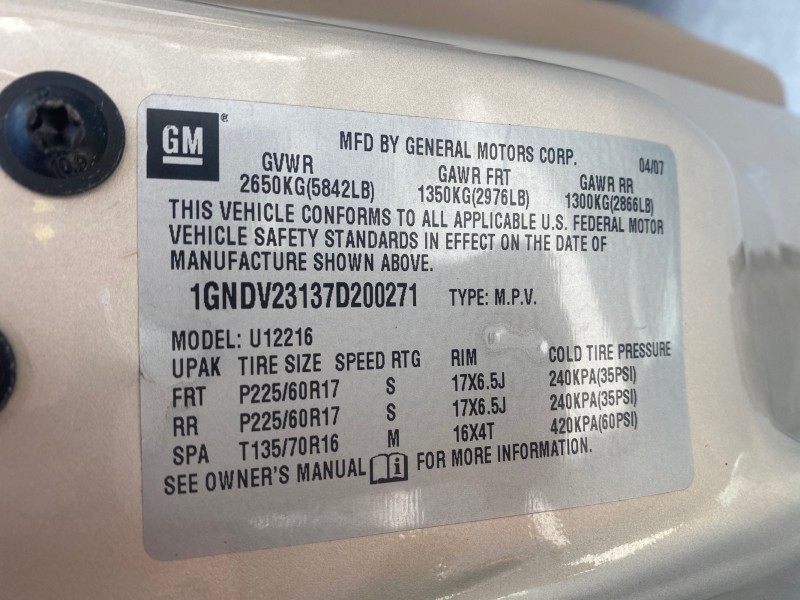 GM®
MFD BY GENERAL MOTORS CORP. 04/07
GVWR GAWR FRT GAWR RR
2650KG(5842LB) 1350KG(2976LB) 1300KG(2866LB)
THIS VEHICLE CONFORMS TO ALL APPLICABLE U.S. FEDERAL MOTOR
VEHICLE SAFETY STANDARDS IN EFFECT ON THE DATE OF
MANUFACTURE SHOWN ABOVE.
1GNDV23137D200271 TYPE: M.P.V.
MODEL: U12216
UPAK TIRE SIZE SPEED RTG RIM COLD TIRE PRESSURE
FRT P225/60R17 S 17X6.5J 240KPA(35PSI)
RR P225/60R17 S 17X6.5J 240KPA(35PSI)
SPA T135/70R16 M 16X4T 420KPA(60PSI)
SEE OWNER'S MANUAL i FOR MORE INFORMATION.
10.9